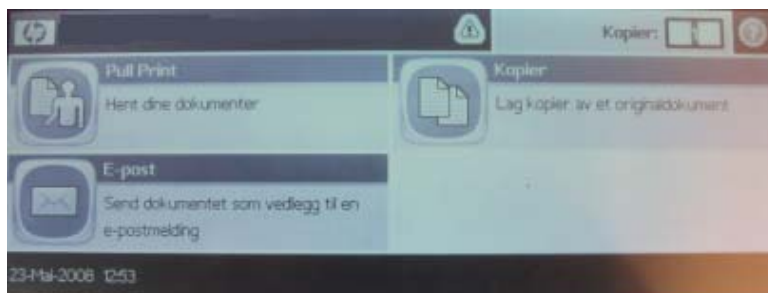 Kopier:
Pull Print
Hent dine dokumenter
Kopier
Lag kopier av et originaldokument
E-post
Send dokumentet som vedlegg til en
e-postmelding
23-Mai-2008 12:53